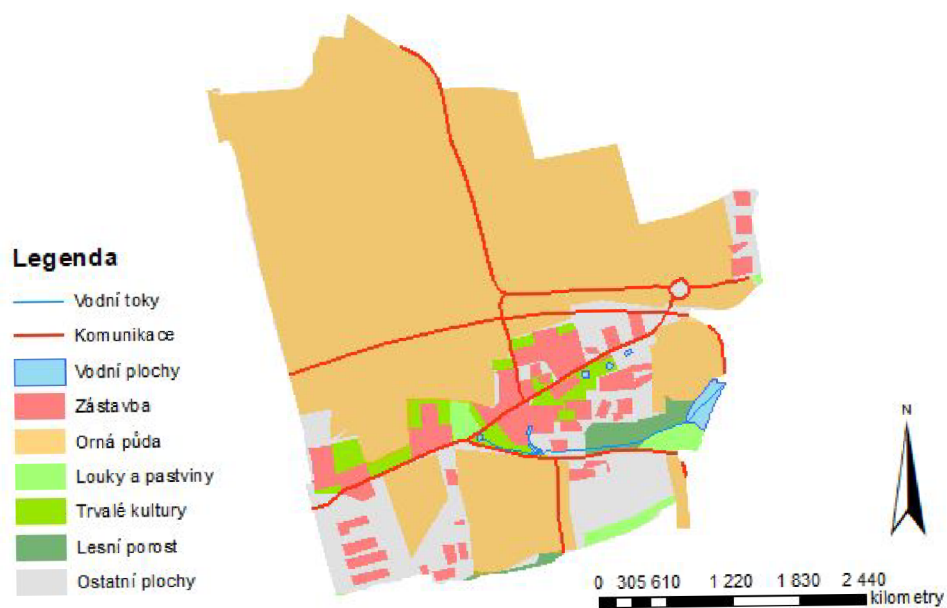 Legenda
Vodní toky
Komunikace
Vodní plochy
Zástavba
Orná půda
Louky a pastviny
Trvalé kultury
Lesní porost
Ostatní plochy
N
0 305 610 1 220 1 830 2 440
kilometry